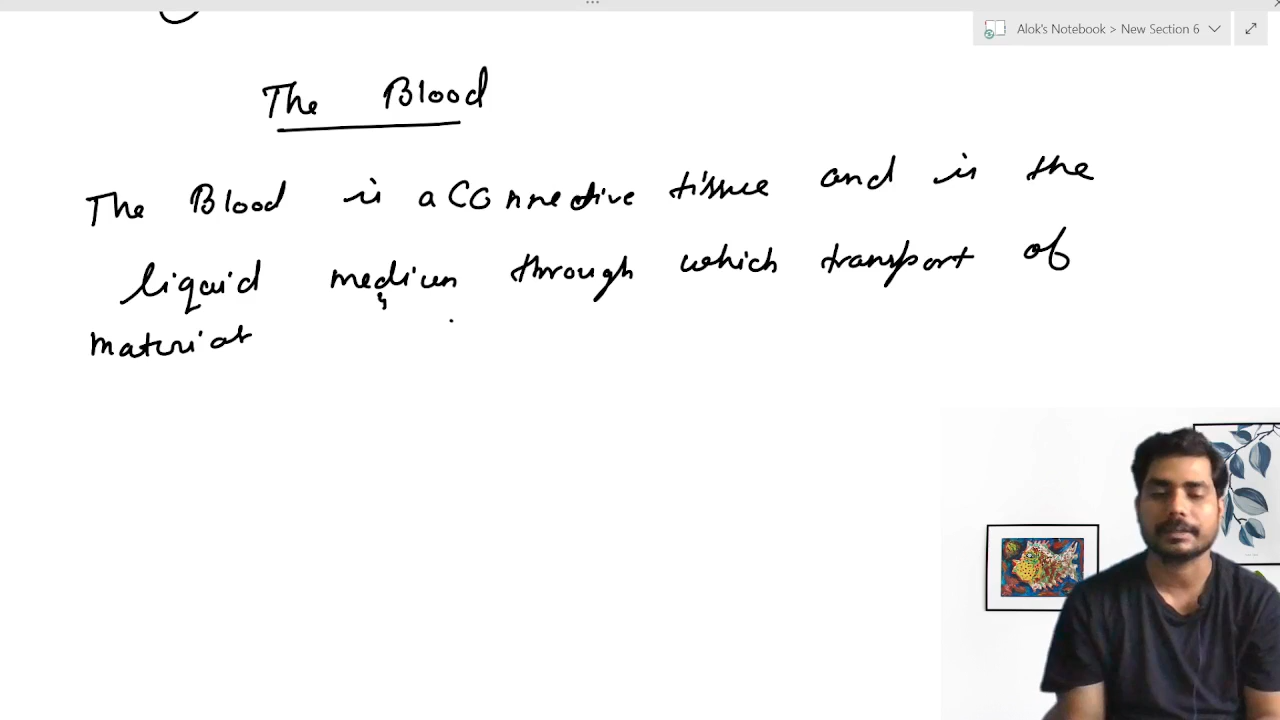 Alok's Notebook > New Section 6
The Blood
The Blood is a Connective tissue and is the
liquid medium through which transport of
material